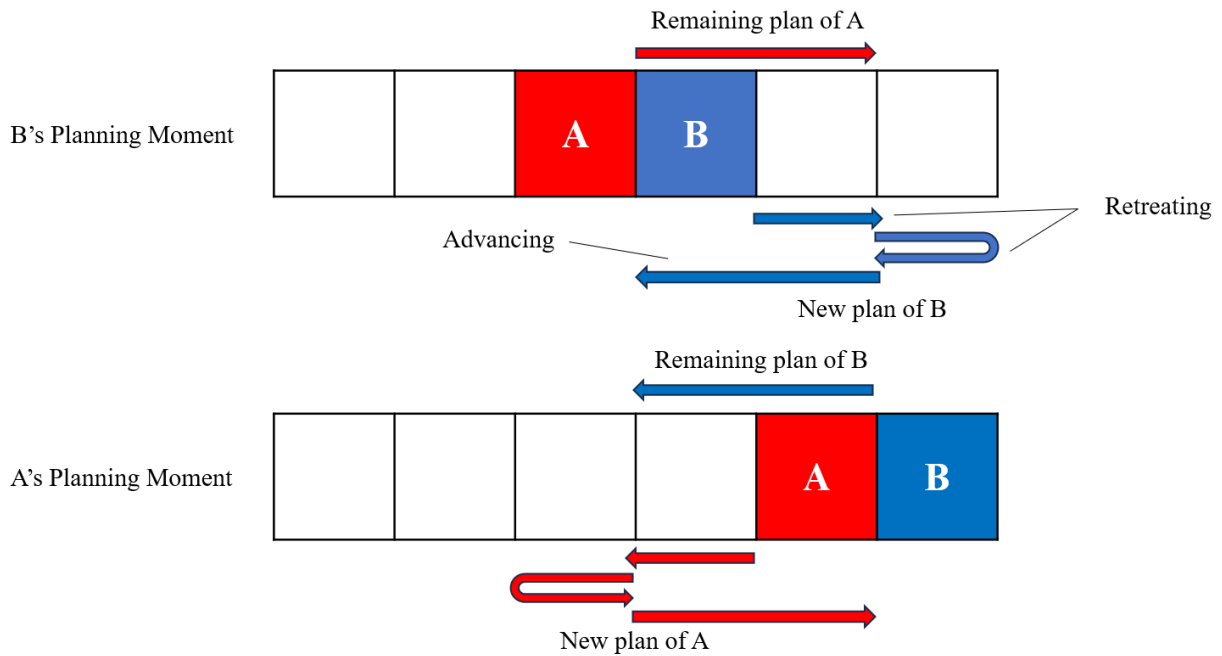 Remaining plan of A
B's Planning Moment
A
B
Retreating
Advancing
New plan of B
Remaining plan of B
A's Planning Moment
A
B
New plan of A